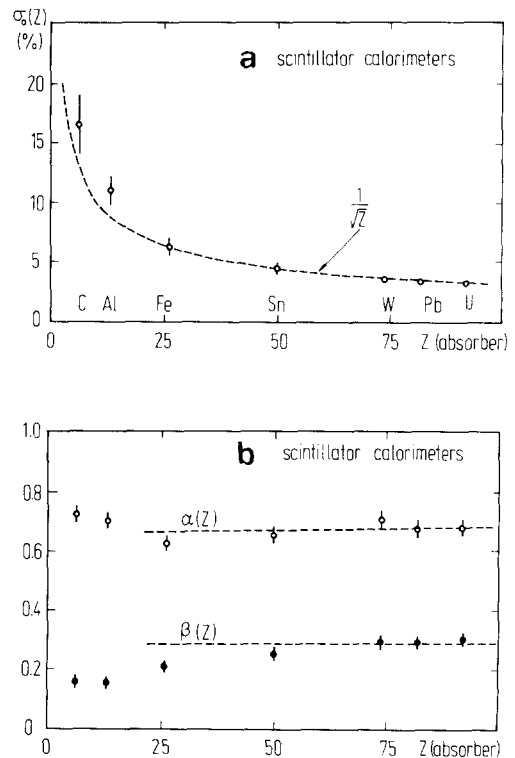 σ₀(Z)
(%)
a scintillator calorimeters
20
15
10
5
0
1/√Z
C Al Fe Sn W Pb U
0 25 50 75 Z (absorber)
1.0
b scintillator calorimeters
0.8
α(Z)
0.6
0.4
β(Z)
0.2
0
0 25 50 75 Z (absorber)